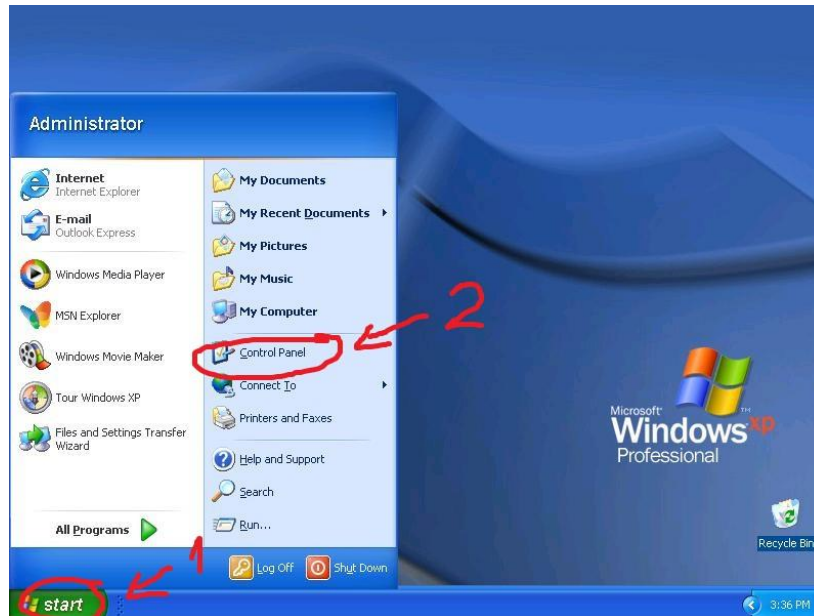 Administrator
Internet
Internet Explorer
E-mail
Outlook Express
Windows Media Player
MSN Explorer
Windows Movie Maker
Tour Windows XP
Files and Settings Transfer
Wizard
All Programs
My Documents
My Recent Documents
My Pictures
My Music
My Computer
Control Panel
Connect To
Printers and Faxes
Help and Support
Search
Run...
Log Off
Shut Down
1
2
Microsoft
Windows xp
Professional
Recycle Bin
start
3:36 PM